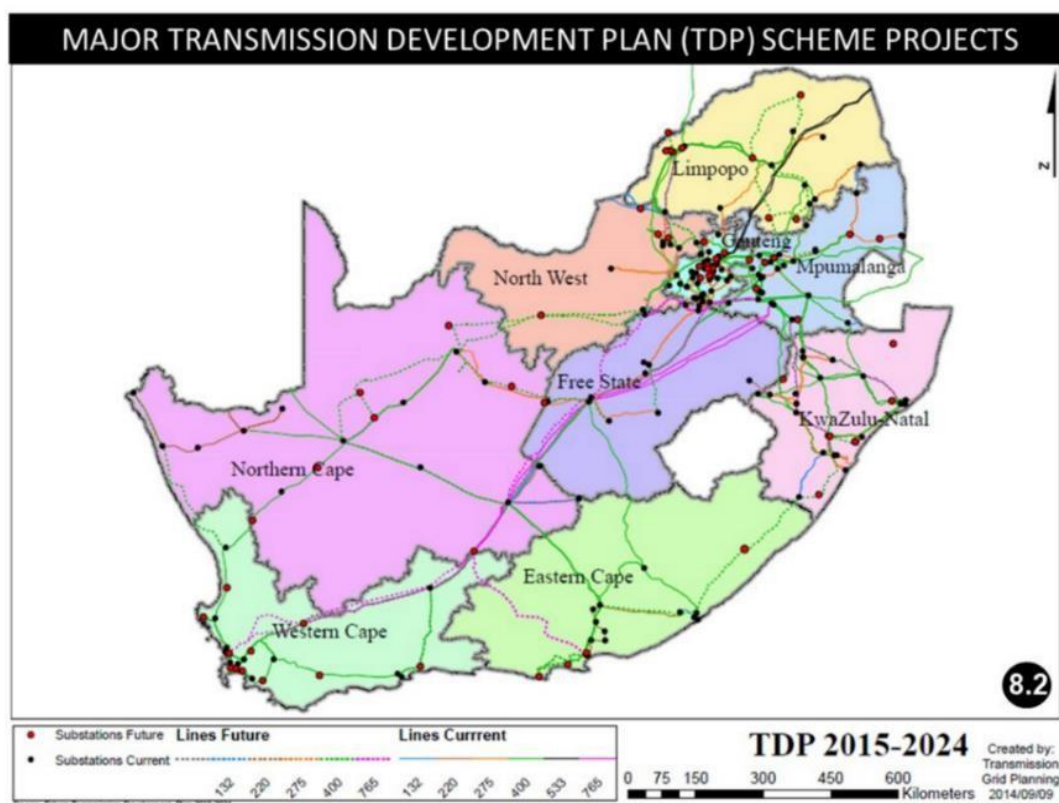 MAJOR TRANSMISSION DEVELOPMENT PLAN (TDP) SCHEME PROJECTS
Z
Limpopo
Gauteng
Mpumalanga
North West
Free State
KwaZulu-Natal
Northern Cape
Eastern Cape
Western Cape
8.2
Substations Future
Substations Current
Lines Future
132 220 275 400 765
Lines Currrent
132 220 275 400 533 765
TDP 2015-2024
0 75 150 300 450 600
Kilometers
Created by:
Transmission
Grid Planning
2014/09/09